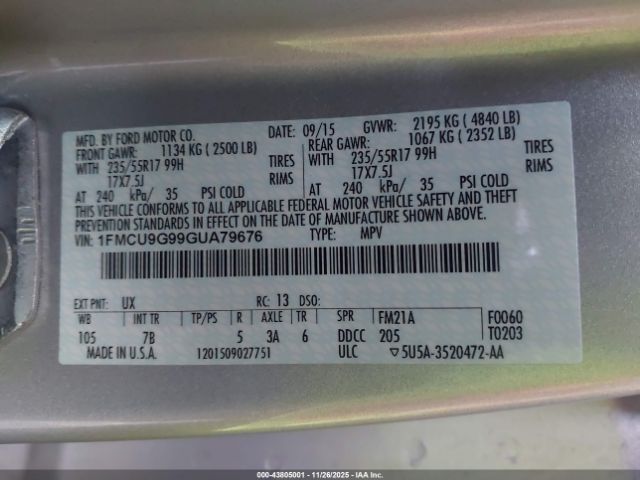 MFD. BY FORD MOTOR CO. DATE: 09/15 GVWR: 2195 KG ( 4840 LB)
FRONT GAWR: 1134 KG ( 2500 LB) REAR GAWR: 1067 KG ( 2352 LB)
WITH 235/55R17 99H TIRES WITH 235/55R17 99H TIRES
17X7.5J RIMS 17X7.5J RIMS
AT 240 kPa/ 35 PSI COLD AT 240 kPa/ 35 PSI COLD
THIS VEHICLE CONFORMS TO ALL APPLICABLE FEDERAL MOTOR VEHICLE SAFETY AND THEFT
PREVENTION STANDARDS IN EFFECT ON THE DATE OF MANUFACTURE SHOWN ABOVE.
VIN: 1FMCU9G99GUA79676 TYPE: MPV
EXT PNT: UX RC: 13 DSO:
WB INT TR TP/PS R AXLE TR SPR FM21A F0060
105 7B 5 3A 6 DDCC 205 T0203
MADE IN U.S.A. 1201509027751 ULC ▽5U5A-3520472-AA
000-43805001 - 11/26/2025 - IAAI.com